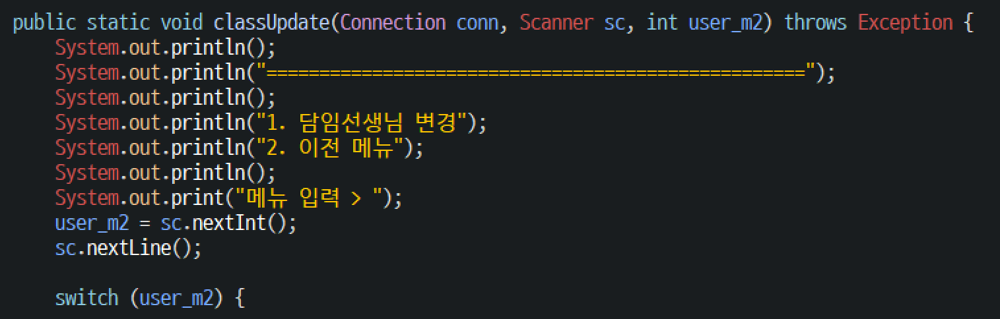 public static void classUpdate(Connection conn, Scanner sc, int user_m2) throws Exception {
System.out.println();
System.out.println("===================================================");
System.out.println();
System.out.println("1. 담임선생님 변경");
System.out.println("2. 이전 메뉴");
System.out.println();
System.out.print("메뉴 입력 > ");
user_m2 = sc.nextInt();
sc.nextLine();
switch (user_m2) {